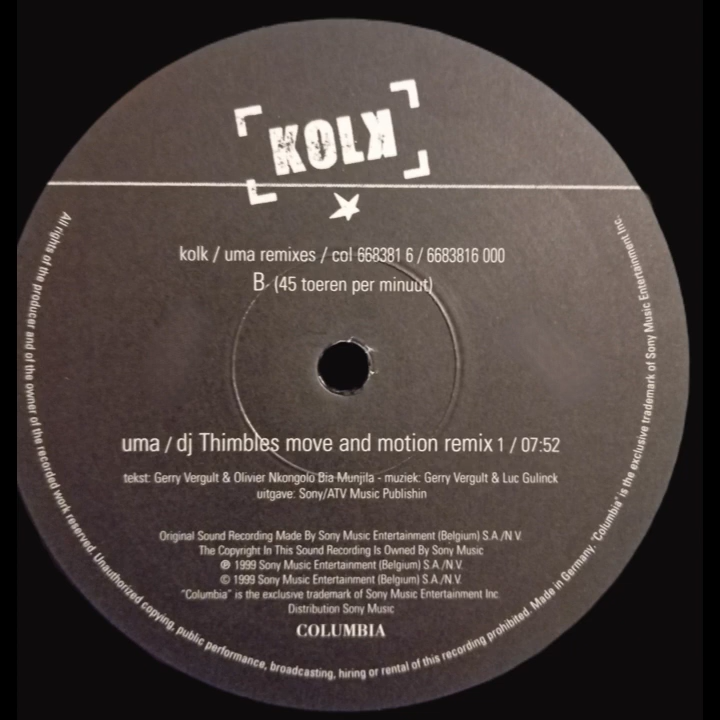 KOLK
kolk / uma remixes / col 668381 6 / 6683816 000
B (45 toeren per minuut)
uma / dj Thimbles move and motion remix 1 / 07:52
tekst: Gerry Vergult & Olivier Nkongolo Bia Munjila - muziek: Gerry Vergult & Luc Gulinck
uitgave: Sony/ATV Music Publishin
Original Sound Recording Made By Sony Music Entertainment (Belgium) S.A./N.V.
The Copyright In This Sound Recording Is Owned By Sony Music
℗ 1999 Sony Music Entertainment (Belgium) S.A./N.V.
© 1999 Sony Music Entertainment (Belgium) S.A./N.V.
"Columbia" is the exclusive trademark of Sony Music Entertainment Inc
Distribution Sony Music
COLUMBIA
All rights of the producer and of the owner of the recorded work reserved. Unauthorized copying, public performance, broadcasting, hiring or rental of this recording prohibited. Made in Germany. "Columbia" is the exclusive trademark of Sony Music Entertainment Inc.